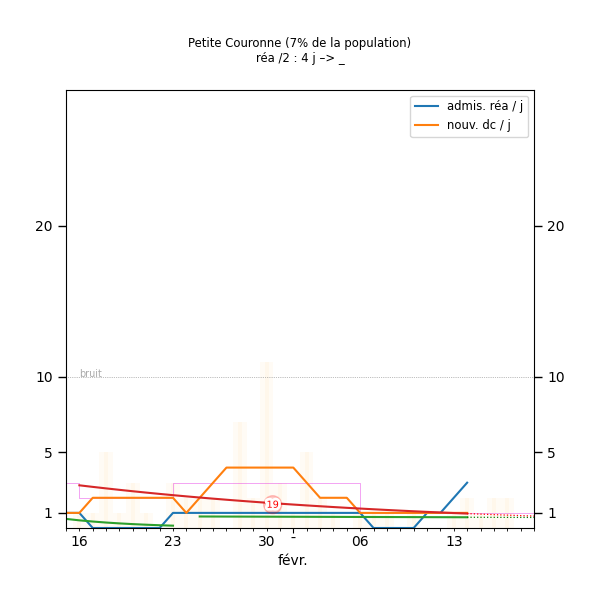 Petite Couronne (7% de la population)
réa /2 : 4 j –> _
admis. réa / j
nouv. dc / j
20 20
bruit
10 10
5 5
19
1 1
16 23 30 - 06 13
févr.